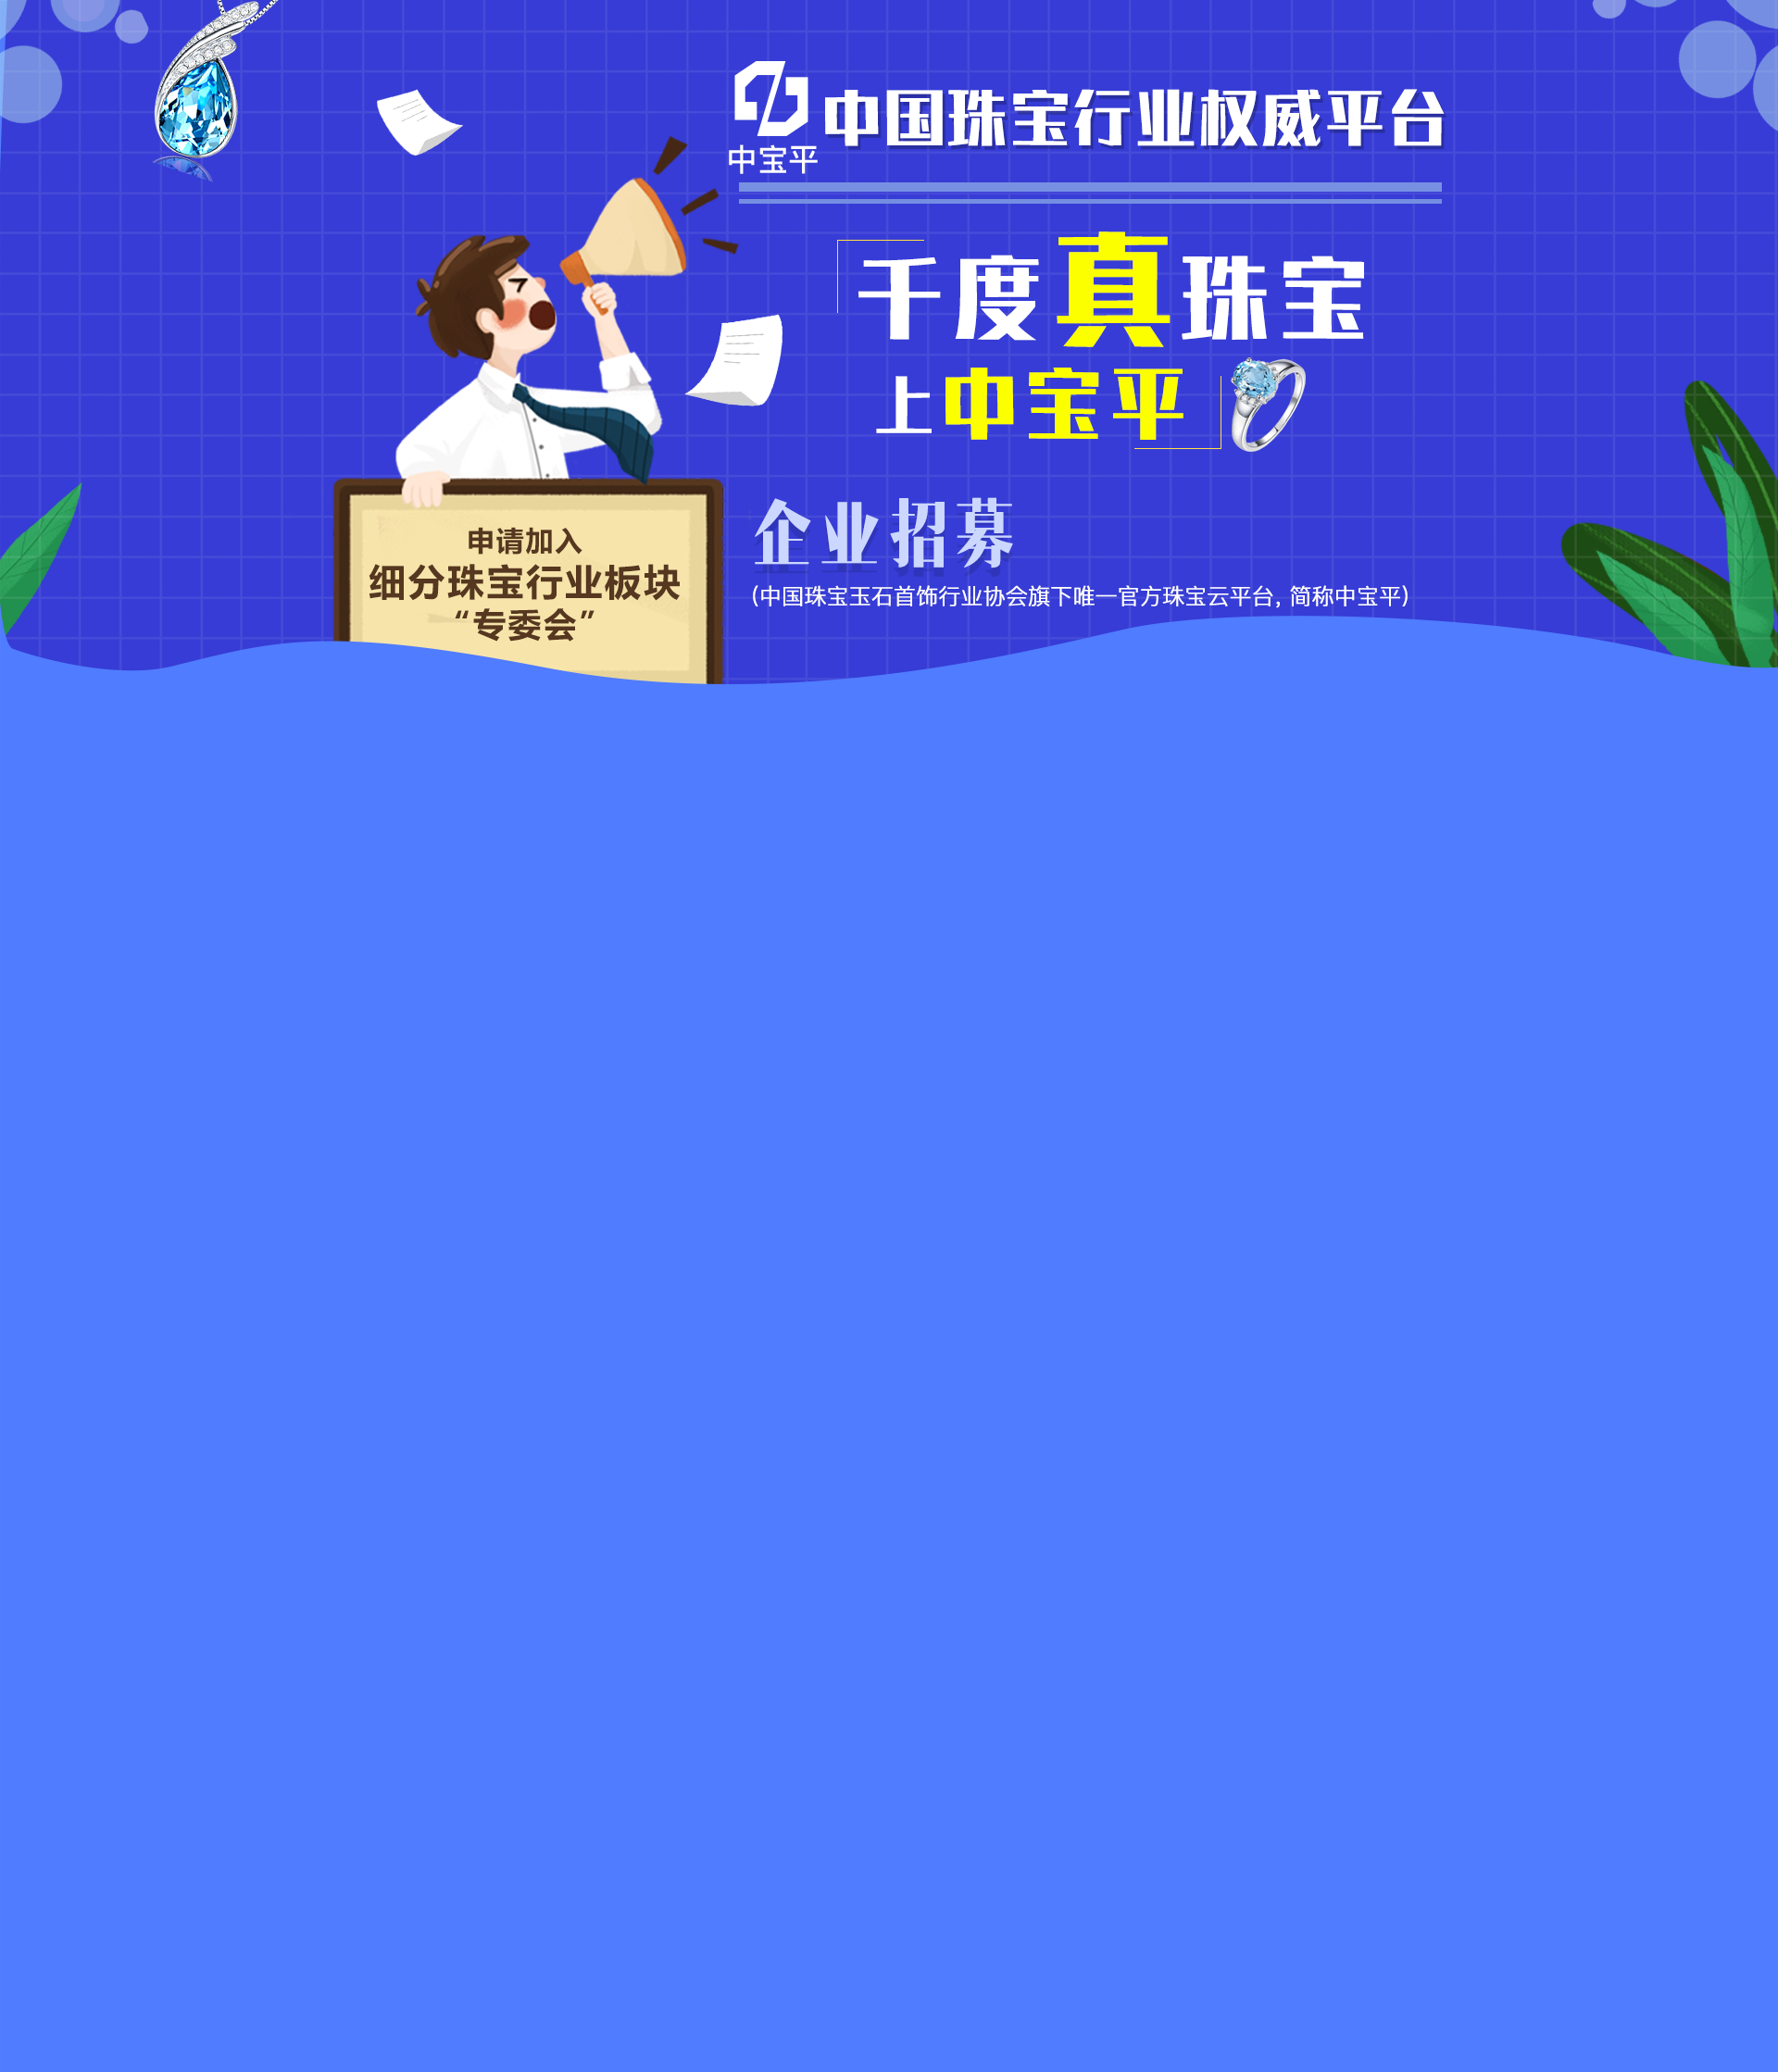 中宝平
中国珠宝行业权威平台
千度真珠宝
上中宝平
企业招募
(中国珠宝玉石首饰行业协会旗下唯一官方珠宝云平台, 简称中宝平)
申请加入
细分珠宝行业板块
“专委会”